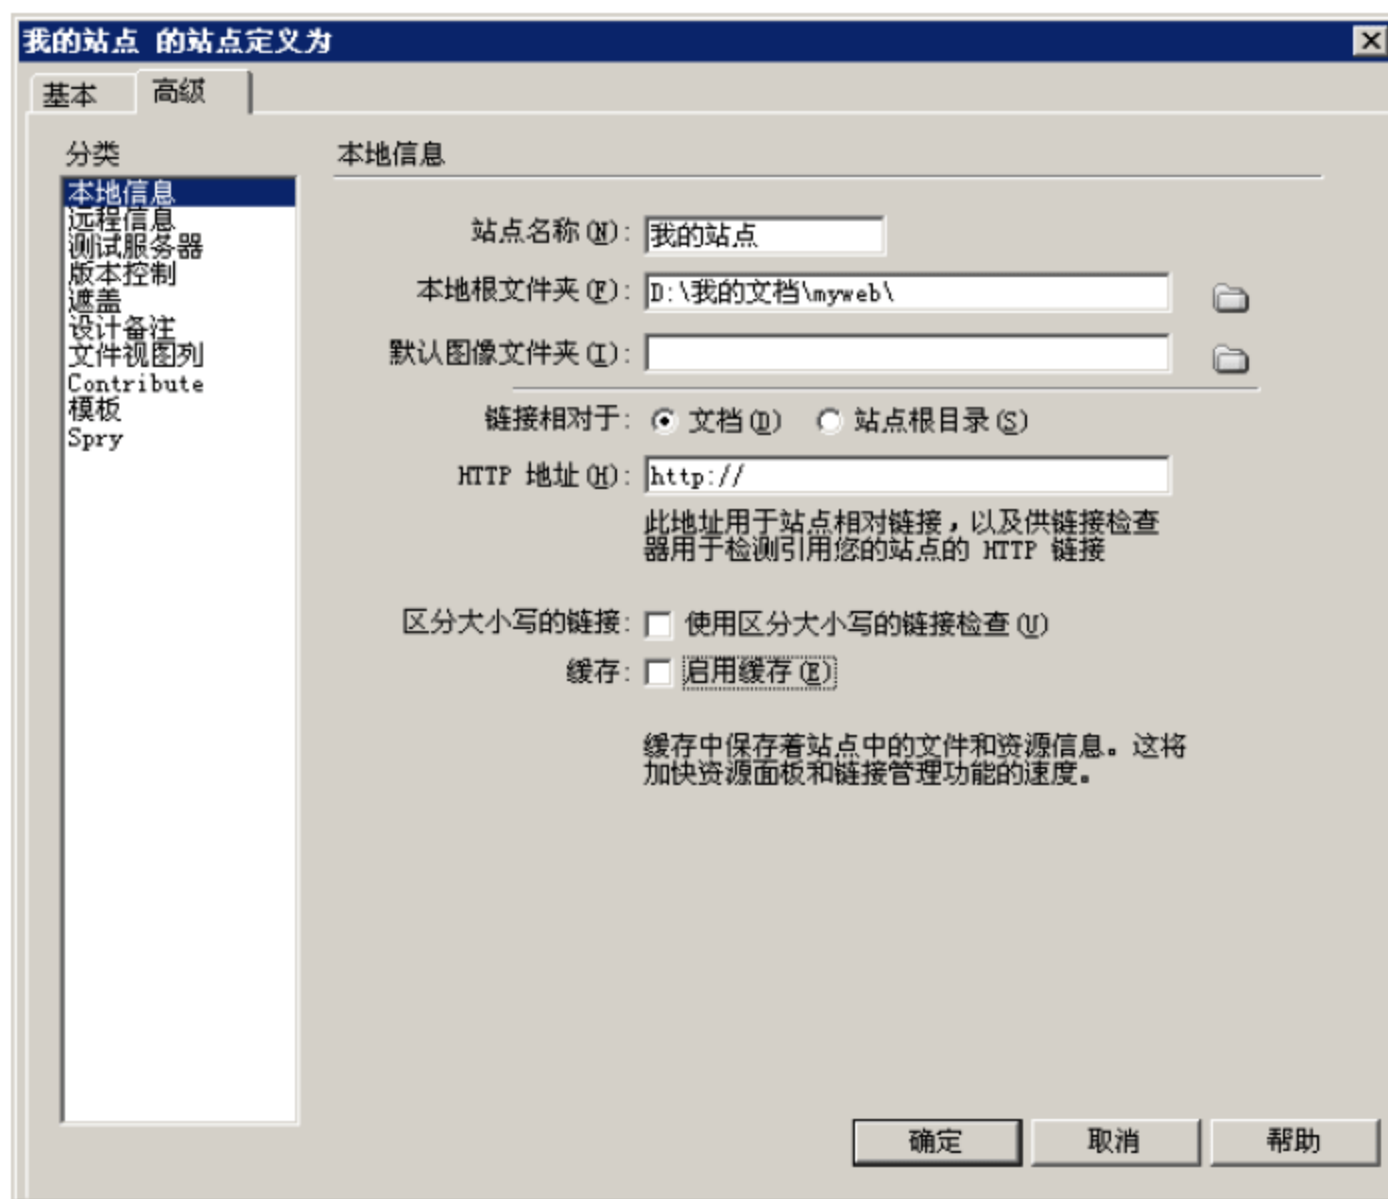 我的站点 的站点定义为
基本 高级
分类
本地信息
远程信息
测试服务器
版本控制
遮盖
设计备注
文件视图列
Contribute
模板
Spry
本地信息
站点名称(N): 我的站点
本地根文件夹(F): D:\我的文档\myweb\
默认图像文件夹(I):
链接相对于: 文档(D) 站点根目录(S)
HTTP 地址(H): http://
此地址用于站点相对链接，以及供链接检查
器用于检测引用您的站点的 HTTP 链接
区分大小写的链接: 使用区分大小写的链接检查(U)
缓存: 启用缓存(E)
缓存中保存着站点中的文件和资源信息。这将
加快资源面板和链接管理功能的速度。
确定 取消 帮助